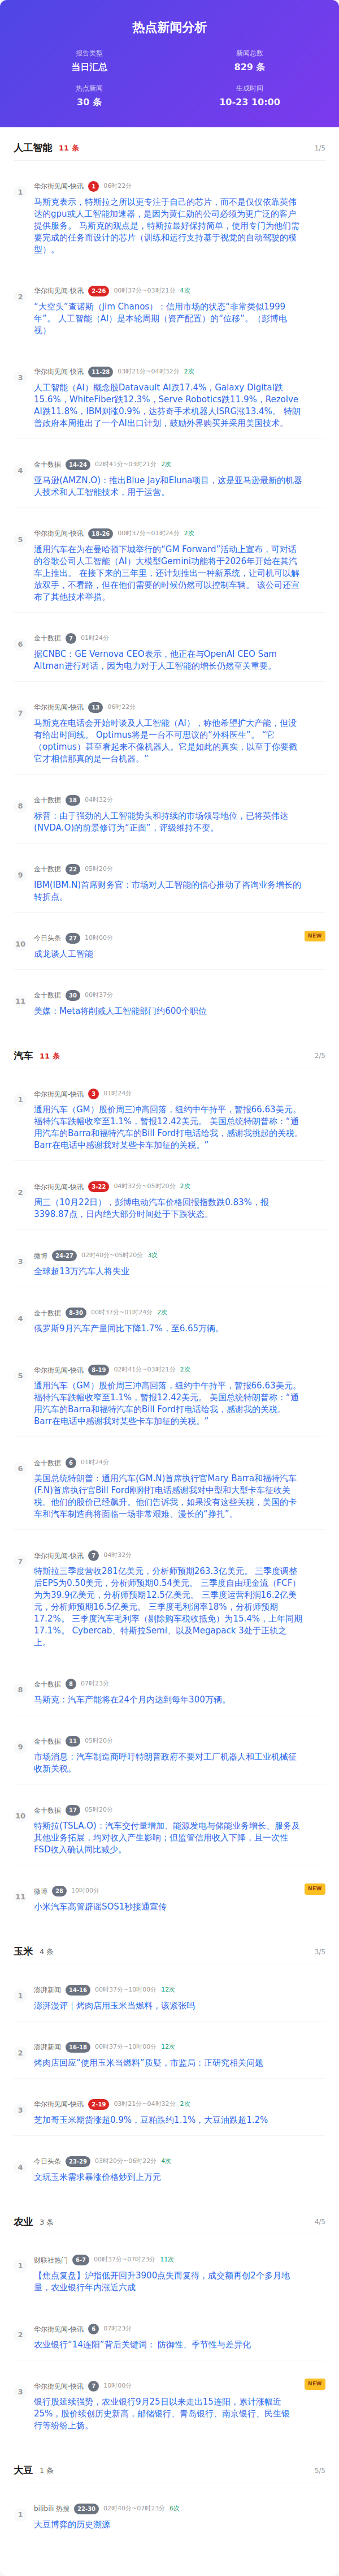 热点新闻分析
报告类型
新闻总数
当日汇总
829 条
热点新闻
生成时间
30 条
10-23 10:00
人工智能 11 条 1/5
1 华尔街见闻-快讯 1 06时22分
马克思表示，特斯拉之所以更专注于自己的芯片，而不是仅仅依靠英伟
达的gpu或人工智能加速器，是因为黄仁勋的公司必须为更广泛的客户
提供服务。 马克思的观点是，特斯拉最好保持简单，使用专门为他们需
要完成的任务而设计的芯片（训练和运行支持基于视觉的自动驾驶的模
型）。
2 华尔街见闻-快讯 2-26 00时37分~03时21分 4次
“大空头”查诺斯（Jim Chanos）：信用市场的状态“非常类似1999
年”。 人工智能（AI）是本轮周期（资产配置）的“位移”。（彭博电
视）
3 华尔街见闻-快讯 11-28 03时21分~04时32分 2次
人工智能（AI）概念股Datavault AI跌17.4%，Galaxy Digital跌
15.6%，WhiteFiber跌12.3%，Serve Robotics跌11.9%，Rezolve
AI跌11.8%，IBM则涨0.9%，达芬奇手术机器人ISRG涨13.4%。 特朗
普政府本周推出了一个AI出口计划，鼓励外界购买并采用美国技术。
4 金十数据 14-24 02时41分~03时21分 2次
亚马逊(AMZN.O)：推出Blue Jay和Eluna项目，这是亚马逊最新的机器
人技术和人工智能技术，用于运营。
5 华尔街见闻-快讯 18-26 00时37分~01时24分 2次
通用汽车在为在曼哈顿下城举行的“GM Forward”活动上宣布，可对话
的谷歌公司人工智能（AI）大模型Gemini功能将于2026年开始在其汽
车上推出。 在接下来的三年里，还计划推出一种新系统，让司机可以解
放双手，不看路，但在他们需要的时候仍然可以控制车辆。 该公司还宣
布了其他技术举措。
6 金十数据 7 01时24分
据CNBC：GE Vernova CEO表示，他正在与OpenAI CEO Sam
Altman进行对话，因为电力对于人工智能的增长仍然至关重要。
7 华尔街见闻-快讯 13 06时22分
马斯克在电话会开始时谈及人工智能（AI），称他希望扩大产能，但没
有给出时间线。 Optimus将是一台不可思议的“外科医生”。 “它
（optimus）甚至看起来不像机器人。它是如此的真实，以至于你要戳
它才相信那真的是一台机器人。”
8 金十数据 18 04时32分
标普：由于强劲的人工智能势头和持续的市场领导地位，已将英伟达
(NVDA.O)的前景修订为“正面”，评级维持不变。
9 金十数据 22 05时20分
IBM(IBM.N)首席财务官：市场对人工智能的信心推动了咨询业务增长的
转折点。
10 今日头条 27 10时00分 NEW
成龙谈人工智能
11 金十数据 30 00时37分
美媒：Meta将削减人工智能部门约600个职位
汽车 11 条 2/5
1 华尔街见闻-快讯 3 01时24分
通用汽车（GM）股价周三冲高回落，纽约中午持平，暂报66.63美元。
福特汽车跌幅收窄至1.1%，暂报12.42美元。 美国总统特朗普称：“通
用汽车的Barra和福特汽车的Bill Ford打电话给我，感谢我挑起的关税。
Barr在电话中感谢我对某些卡车加征的关税。”
2 华尔街见闻-快讯 3-22 04时32分~05时20分 2次
周三（10月22日），彭博电动汽车价格回报指数跌0.83%，报
3398.87点，日内绝大部分时间处于下跌状态。
3 微博 24-27 02时40分~05时20分 3次
全球超13万汽车人将失业
4 金十数据 8-30 00时37分~01时24分 2次
俄罗斯9月汽车产量同比下降1.7%，至6.65万辆。
5 华尔街见闻-快讯 8-19 02时41分~03时21分 2次
通用汽车（GM）股价周三冲高回落，纽约中午持平，暂报66.63美元。
福特汽车跌幅收窄至1.1%，暂报12.42美元。 美国总统特朗普称：“通
用汽车的Barra和福特汽车的Bill Ford打电话给我，感谢我的关税。
Barr在电话中感谢我对某些卡车加征的关税。”
6 金十数据 6 01时24分
美国总统特朗普：通用汽车(GM.N)首席执行官Mary Barra和福特汽车
(F.N)首席执行官Bill Ford刚刚打电话感谢我对中型和大型卡车征收关
税。他们的股价已经飙升。他们告诉我，如果没有这些关税，美国的卡
车和汽车制造商将面临一场非常艰难、漫长的“挣扎”。
7 华尔街见闻-快讯 7 04时32分
特斯拉三季度营收281亿美元，分析师预期263.3亿美元。 三季度调整
后EPS为0.50美元，分析师预期0.54美元。 三季度自由现金流（FCF）
为为39.9亿美元，分析师预期12.5亿美元。 三季度运营利润16.2亿美
元，分析师预期16.5亿美元。 三季度毛利润率18%，分析师预期
17.2%。 三季度汽车毛利率（剔除购车税收抵免）为15.4%，上年同期
17.1%。 Cybercab、特斯拉Semi、以及Megapack 3处于正轨之
上。
8 金十数据 8 07时23分
马斯克：汽车产能将在24个月内达到每年300万辆。
9 金十数据 11 05时20分
市场消息：汽车制造商呼吁特朗普政府不要对工厂机器人和工业机械征
收新关税。
10 金十数据 17 05时20分
特斯拉(TSLA.O)：汽车交付量增加、能源发电与储能业务增长、服务及
其他业务拓展，均对收入产生影响；但监管信用收入下降，且一次性
FSD收入确认同比减少。
11 微博 28 10时00分 NEW
小米汽车高管辟谣SOS1秒接通宣传
玉米 4 条 3/5
1 澎湃新闻 14-16 00时37分~10时00分 12次
澎湃漫评｜烤肉店用玉米当燃料，该紧张吗
2 澎湃新闻 16-18 00时37分~10时00分 12次
烤肉店回应“使用玉米当燃料”质疑，市监局：正研究相关问题
3 华尔街见闻-快讯 2-19 03时21分~04时32分 2次
芝加哥玉米期货涨超0.9%，豆粕跌约1.1%，大豆油跌超1.2%
4 今日头条 23-29 03时20分~06时22分 4次
文玩玉米需求暴涨价格炒到上万元
农业 3 条 4/5
1 财联社热门 6-7 00时37分~07时23分 11次
【焦点复盘】沪指低开回升3900点失而复得，成交额再创2个多月地
量，农业银行年内涨近六成
2 华尔街见闻-快讯 6 07时23分
农业银行“14连阳”背后关键词： 防御性、季节性与差异化
3 华尔街见闻-快讯 7 10时00分 NEW
银行股延续强势，农业银行9月25日以来走出15连阳，累计涨幅近
25%，股价续创历史新高，邮储银行、青岛银行、南京银行、民生银
行等纷纷上扬。
大豆 1 条 5/5
1 bilibili 热搜 22-30 02时40分~07时23分 6次
大豆博弈的历史溯源